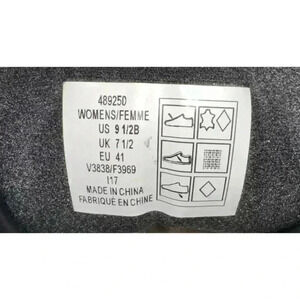 489250
WOMENS/FEMME
US 9 1/2B
UK 7 1/2
EU 41
V3838/F3969
I17
MADE IN CHINA
FABRIQUÉ EN CHINE